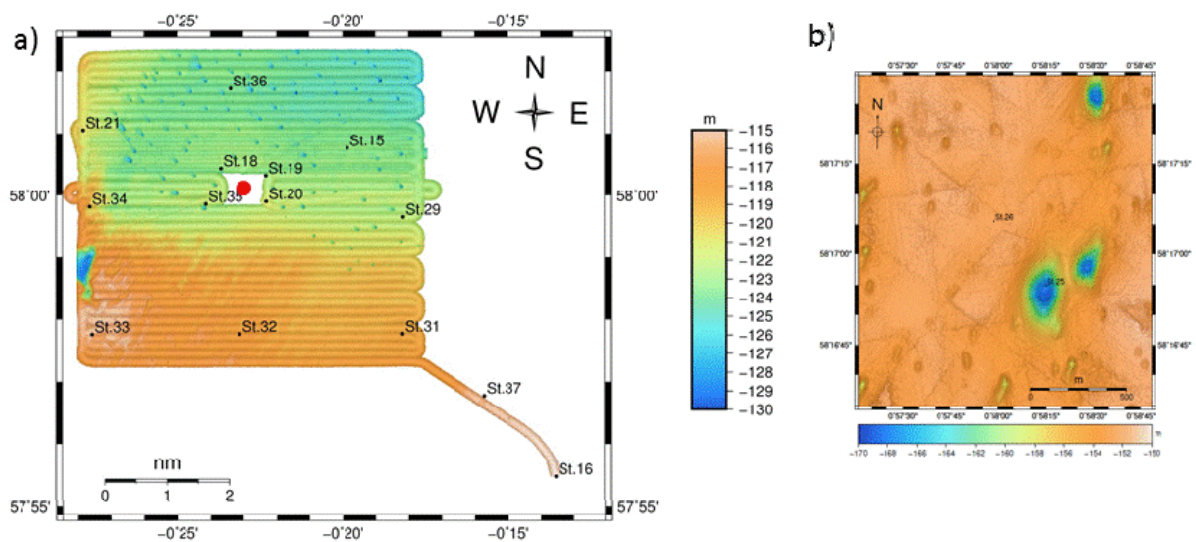 a)
−0˚25' −0˚20' −0˚15'
N
W E
S
St.36
St.21
St.15
St.18
St.19
St.34
St.35
St.20
St.29
St.33
St.32
St.31
St.37
St.16
nm
0 1 2
58˚00' 58˚00'
57˚55' 57˚55'
−0˚25' −0˚20' −0˚15'
m
−115
−116
−117
−118
−119
−120
−121
−122
−123
−124
−125
−126
−127
−128
−129
−130
b)
0˚57'30" 0˚57'45" 0˚58'00" 0˚58'15" 0˚58'30" 0˚58'45"
N
58˚17'15" 58˚17'15"
St.26
58˚17'00" 58˚17'00"
St.25
58˚16'45" 58˚16'45"
m
0 500
0˚57'30" 0˚57'45" 0˚58'00" 0˚58'15" 0˚58'30" 0˚58'45"
m
−170 −168 −166 −164 −162 −160 −158 −156 −154 −152 −150